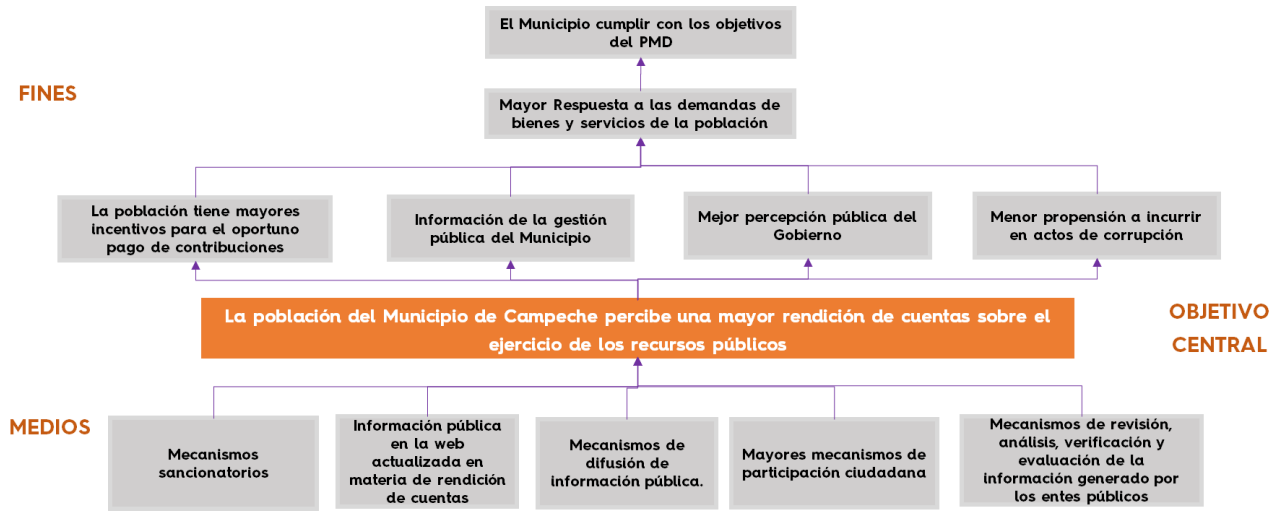 El Municipio cumplir con los objetivos
del PMD
FINES
Mayor Respuesta a las demandas de
bienes y servicios de la población
La población tiene mayores
incentivos para el oportuno
pago de contribuciones
Información de la gestión
pública del Municipio
Mejor percepción pública del
Gobierno
Menor propensión a incurrir
en actos de corrupción
La población del Municipio de Campeche percibe una mayor rendición de cuentas sobre el
ejercicio de los recursos públicos
OBJETIVO
CENTRAL
MEDIOS
Mecanismos
sancionatorios
Información pública
en la web
actualizada en
materia de rendición
de cuentas
Mecanismos de
difusión de
información pública.
Mayores mecanismos de
participación ciudadana
Mecanismos de revisión,
análisis, verificación y
evaluación de la
información generado por
los entes públicos